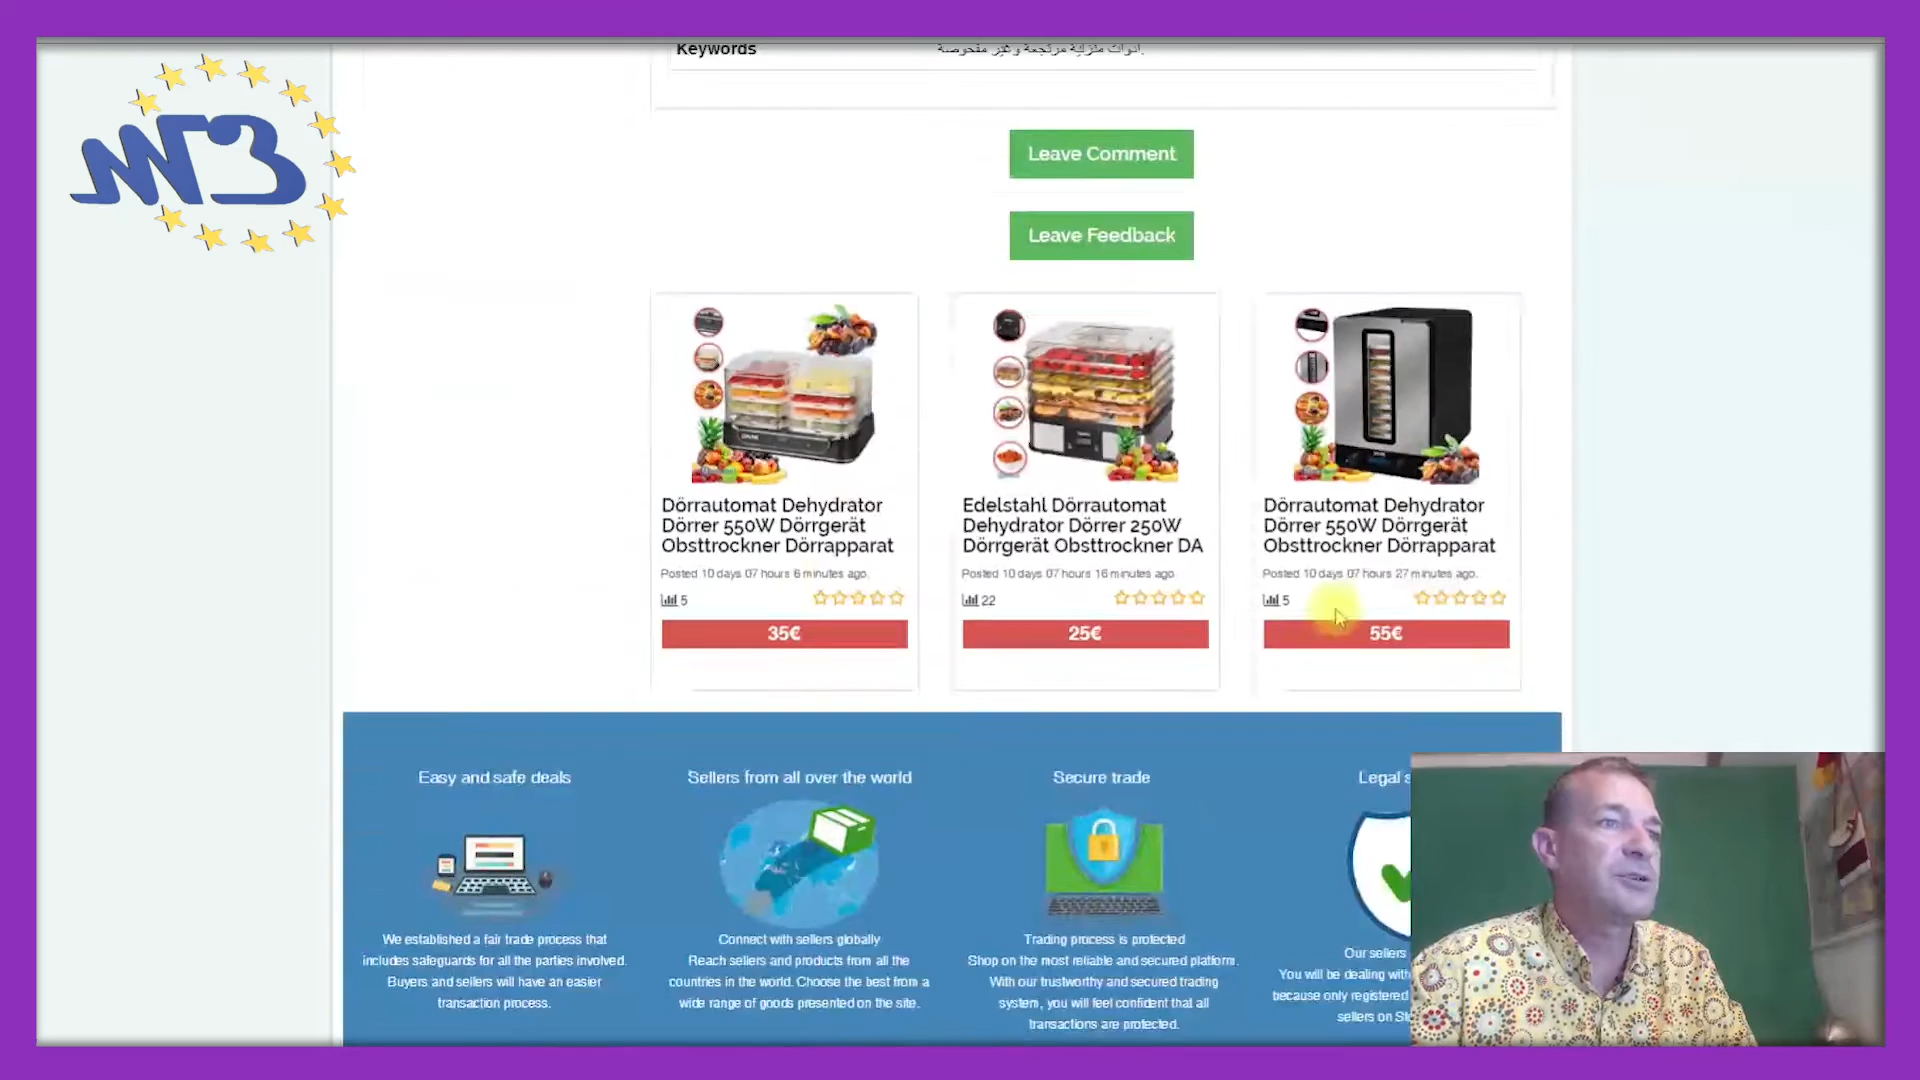 Keywords
ادوات منزلية مرتجعة وغير مفحوصة.
Leave Comment
Leave Feedback
Dörrautomat Dehydrator
Dörrer 550W Dörrgerät
Obsttrockner Dörrapparat
Posted 10 days 07 hours 6 minutes ago.
5
35€
Edelstahl Dörrautomat
Dehydrator Dörrer 250W
Dörrgerät Obsttrockner DA
Posted 10 days 07 hours 16 minutes ago.
22
25€
Dörrautomat Dehydrator
Dörrer 550W Dörrgerät
Obsttrockner Dörrapparat
Posted 10 days 07 hours 27 minutes ago.
5
55€
Easy and safe deals
We established a fair trade process that
includes safeguards for all the parties involved.
Buyers and sellers will have an easier
transaction process.
Sellers from all over the world
Connect with sellers globally
Reach sellers and products from all the
countries in the world. Choose the best from a
wide range of goods presented on the site.
Secure trade
Trading process is protected
Shop on the most reliable and secured platform.
With our trustworthy and secured trading
system, you will feel confident that all
transactions are protected.
Legal s
Our sellers
You will be dealing with
because only registered
sellers on Sto